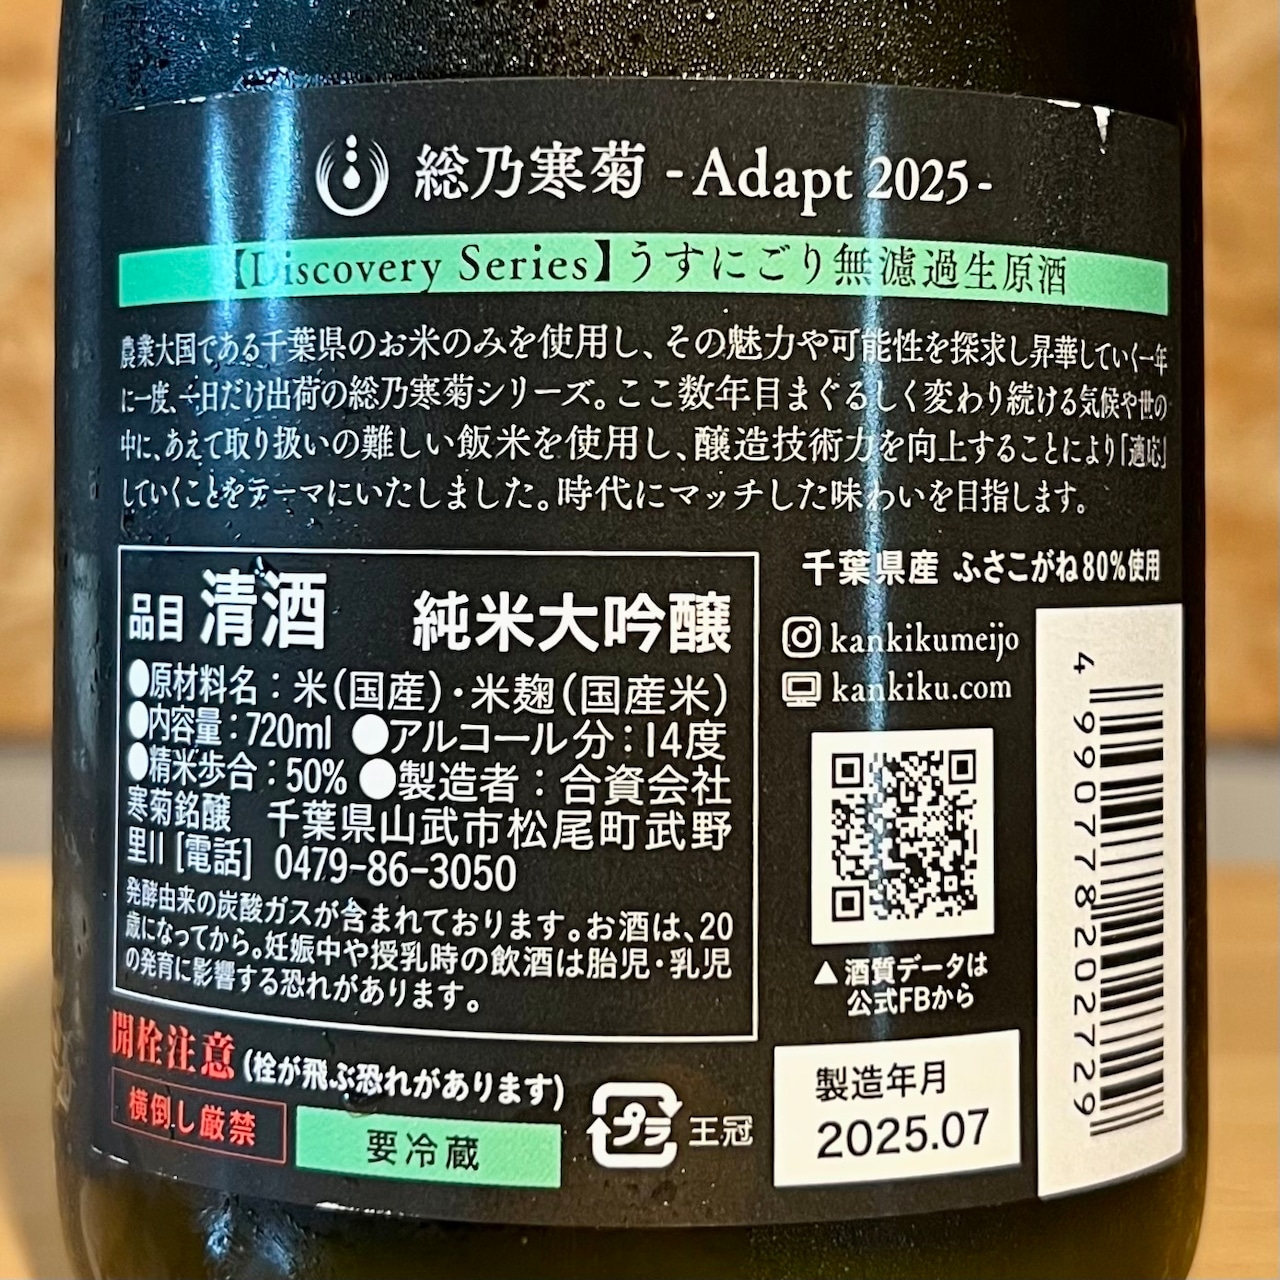 総乃寒菊 -Adapt 2025-
【Discovery Series】うすにごり無濾過生原酒
農業大国である千葉県のお米のみを使用し、その魅力や可能性を探求し昇華していく一年
に一度、一日だけ出荷の総乃寒菊シリーズ。ここ数年目まぐるしく変わり続ける気候や世の
中に、あえて取り扱いの難しい飯米を使用し、醸造技術力を向上することにより「適応」
していくことをテーマにいたしました。時代にマッチした味わいを目指します。
千葉県産 ふさこがね80%使用
品目 清酒 純米大吟醸
●原材料名：米(国産)・米麹(国産米)
●内容量：720ml ●アルコール分：14度
●精米歩合：50% ●製造者：合資会社
寒菊銘醸 千葉県山武市松尾町武野
里11 [電話] 0479-86-3050
発酵由来の炭酸ガスが含まれております。お酒は、20
歳になってから。妊娠中や授乳時の飲酒は胎児・乳児
の発育に影響する恐れがあります。
kankikumeijo
kankiku.com
▲酒質データは
公式FBから
開栓注意 (栓が飛ぶ恐れがあります)
横倒し厳禁
要冷蔵
プラ 王冠
製造年月
2025.07
4 990778 202729